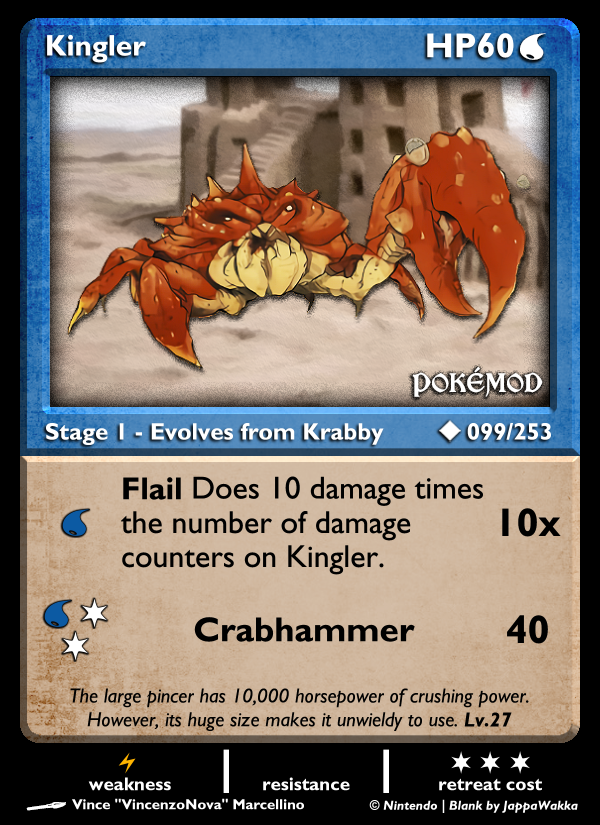 Kingler HP60
POKÉMOD
Stage 1 - Evolves from Krabby 099/253
Flail Does 10 damage times
the number of damage
counters on Kingler.
10x
Crabhammer 40
The large pincer has 10,000 horsepower of crushing power.
However, its huge size makes it unwieldy to use. Lv.27
weakness resistance retreat cost
Vince "VincenzoNova" Marcellino © Nintendo | Blank by JappaWakka